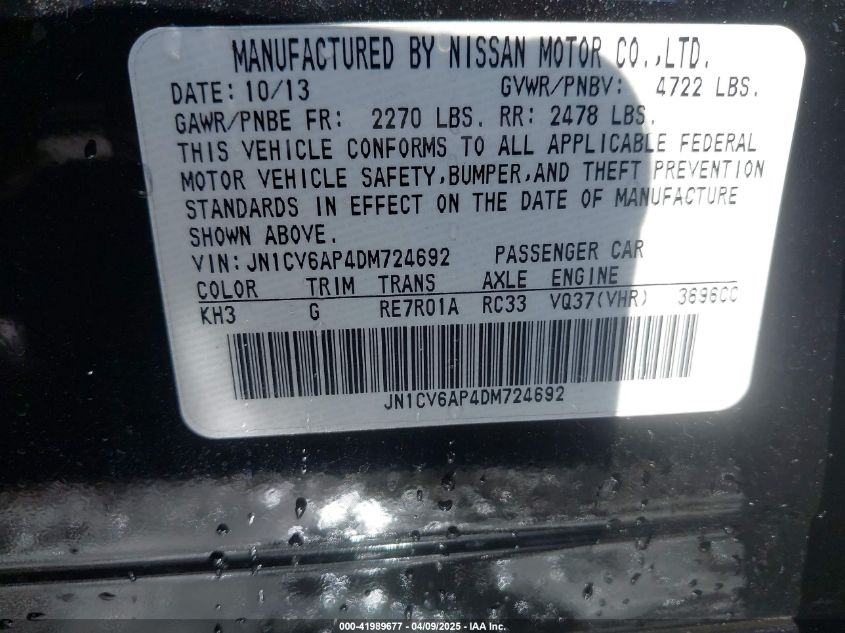 MANUFACTURED BY NISSAN MOTOR CO.,LTD.
DATE: 10/13 GVWR/PNBV: 4722 LBS.
GAWR/PNBE FR: 2270 LBS. RR: 2478 LBS.
THIS VEHICLE CONFORMS TO ALL APPLICABLE FEDERAL
MOTOR VEHICLE SAFETY,BUMPER,AND THEFT PREVENTION
STANDARDS IN EFFECT ON THE DATE OF MANUFACTURE
SHOWN ABOVE.
VIN:JN1CV6AP4DM724692 PASSENGER CAR
COLOR TRIM TRANS AXLE ENGINE
KH3 G RE7R01A RC33 VQ37(VHR) 3696CC
JN1CV6AP4DM724692
000-41989677 - 04/09/2025 - IAA Inc.